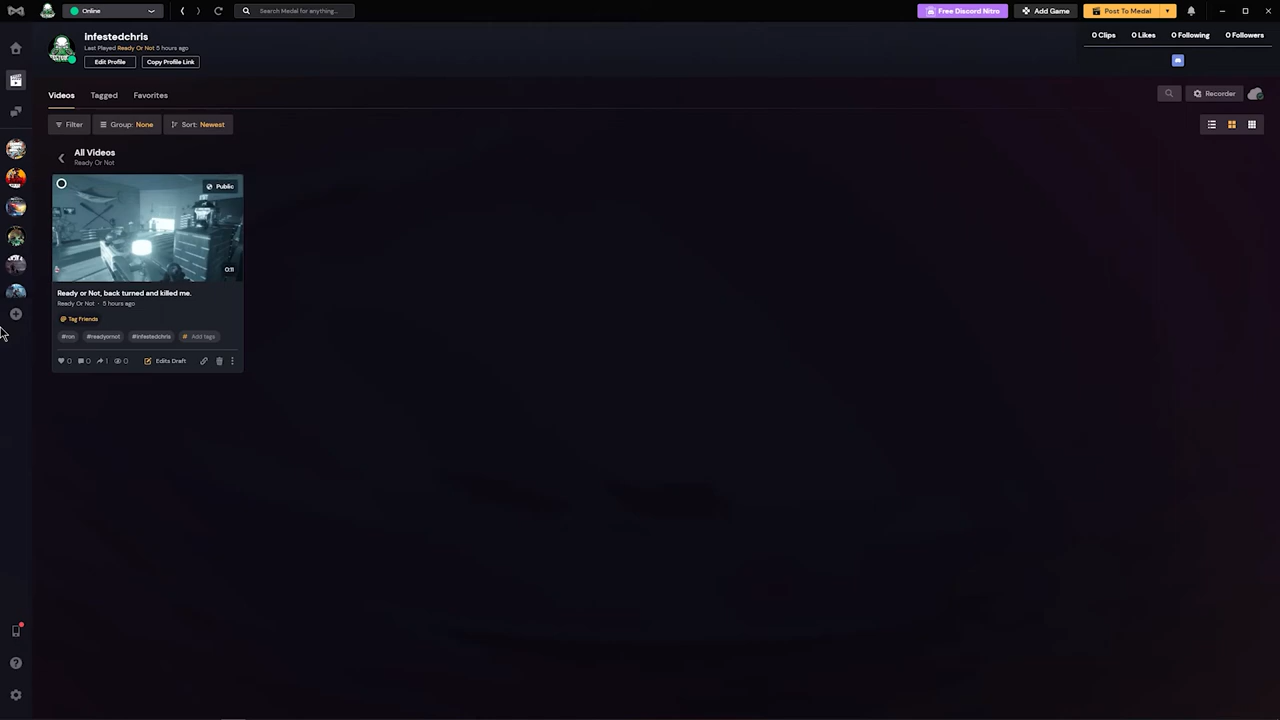 Online
Search Medal for anything...
Free Discord Nitro
Add Game
Post To Medal
infestedchris
Last Played Ready Or Not 5 hours ago
Edit Profile
Copy Profile Link
0 Clips
0 Likes
0 Following
0 Followers
Videos
Tagged
Favorites
Recorder
Filter
Group: None
Sort: Newest
All Videos
Ready Or Not
Public
0:11
Ready or Not, back turned and killed me.
Ready Or Not • 5 hours ago
Tag Friends
#ron
#readyornot
#infestedchris
# Add tags
0
0
1
0
Edits Draft